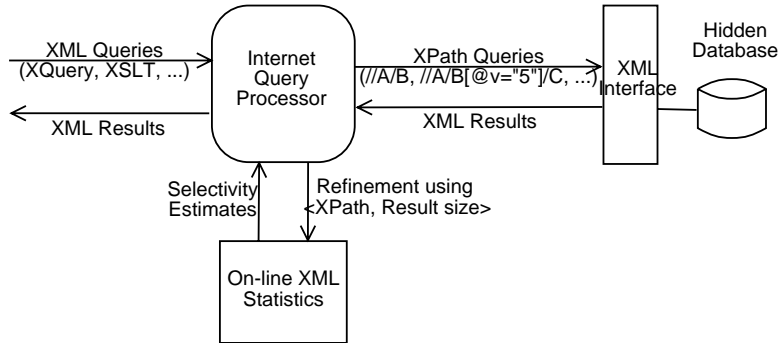 XML Queries
(XQuery, XSLT, ...)
XML Results
Internet
Query
Processor
XPath Queries
(//A/B, //A/B[@v="5"]/C, ...)
XML Results
XML
Interface
Hidden
Database
Selectivity
Estimates
Refinement using
<XPath, Result size>
On-line XML
Statistics